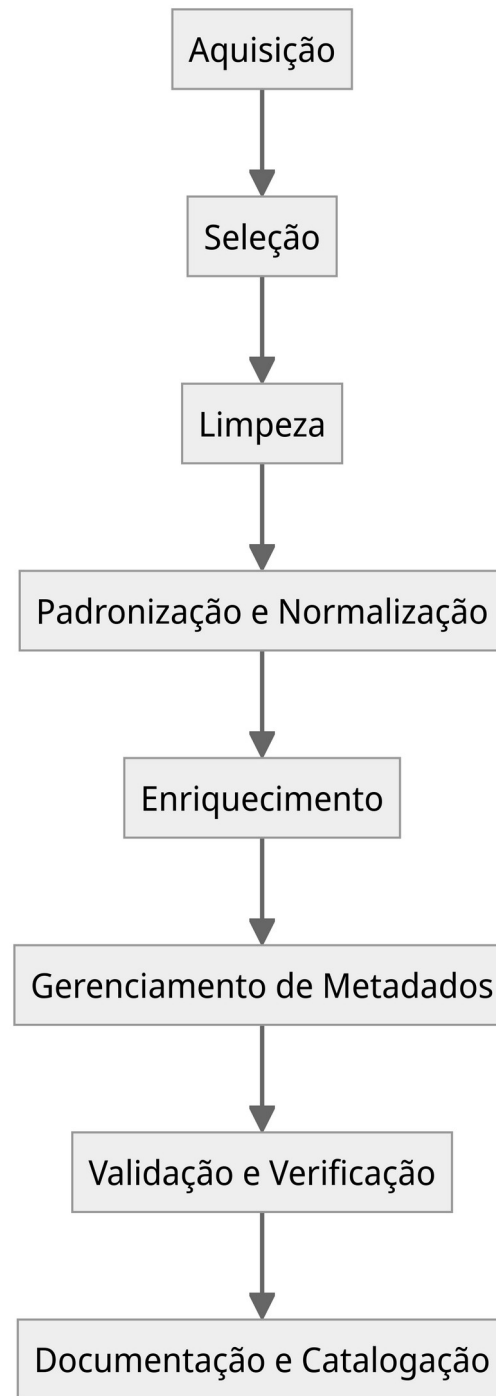 Aquisição
Seleção
Limpeza
Padronização e Normalização
Enriquecimento
Gerenciamento de Metadados
Validação e Verificação
Documentação e Catalogação